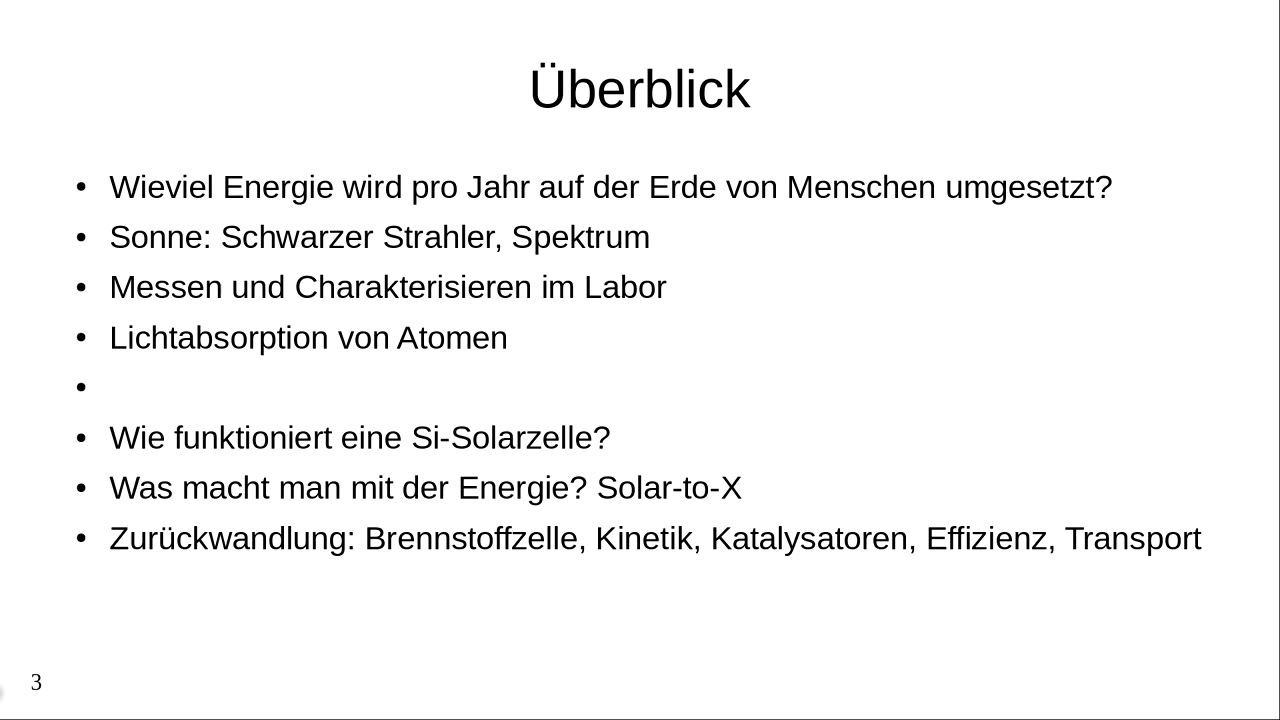 Überblick
• Wieviel Energie wird pro Jahr auf der Erde von Menschen umgesetzt?
• Sonne: Schwarzer Strahler, Spektrum
• Messen und Charakterisieren im Labor
• Lichtabsorption von Atomen
•
• Wie funktioniert eine Si-Solarzelle?
• Was macht man mit der Energie? Solar-to-X
• Zurückwandlung: Brennstoffzelle, Kinetik, Katalysatoren, Effizienz, Transport
3